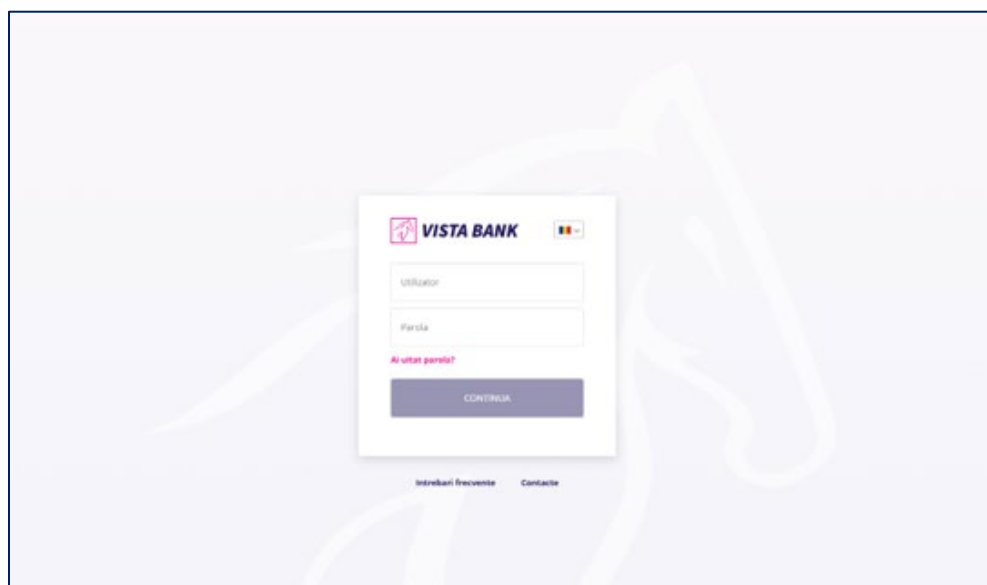 VISTA BANK
Utilizator
Parola
Ai uitat parola?
CONTINUA
Intrebari frecvente Contacte